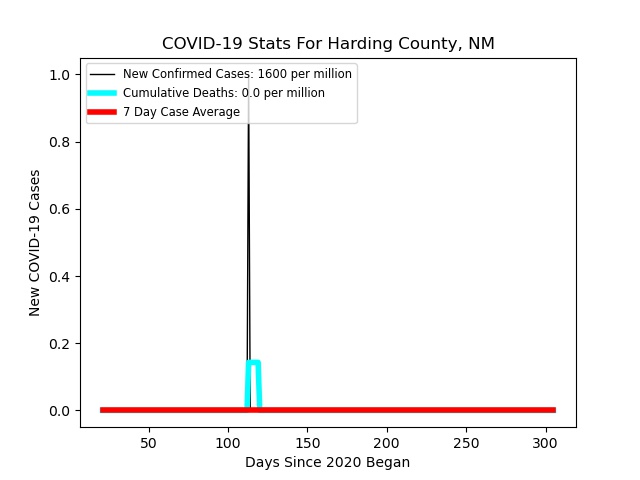 COVID-19 Stats For Harding County, NM
New Confirmed Cases: 1600 per million
Cumulative Deaths: 0.0 per million
7 Day Case Average
1.0
0.8
0.6
0.4
0.2
0.0
New COVID-19 Cases
50 100 150 200 250 300
Days Since 2020 Began